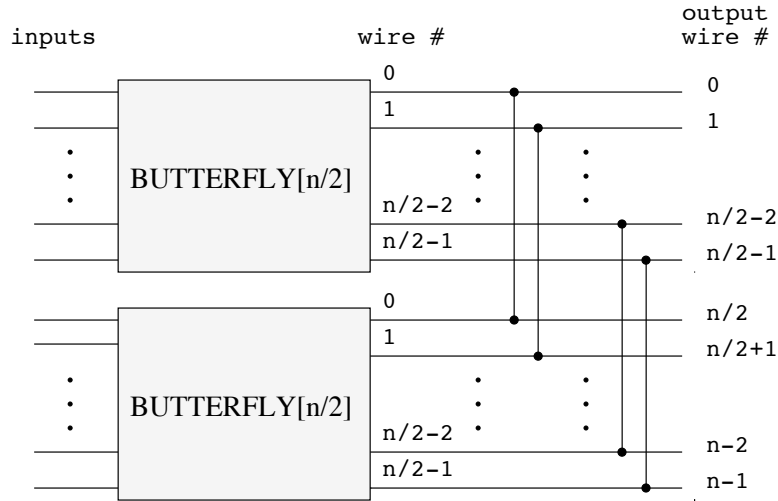 output
inputs wire # wire #
0 0
1 1
BUTTERFLY[n/2]
n/2-2 n/2-2
n/2-1 n/2-1
0 n/2
1 n/2+1
BUTTERFLY[n/2]
n/2-2 n-2
n/2-1 n-1